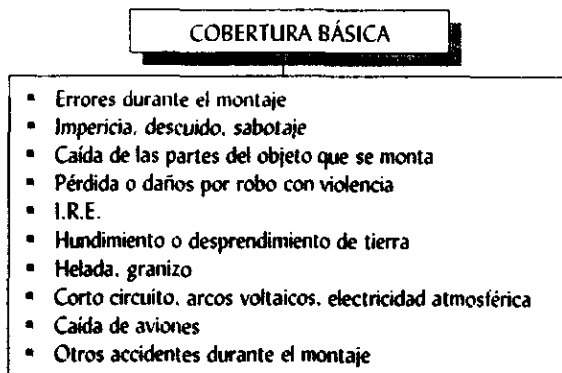 COBERTURA BÁSICA
▪ Errores durante el montaje
▪ Impericia, descuido, sabotaje
▪ Caída de las partes del objeto que se monta
▪ Pérdida o daños por robo con violencia
▪ I.R.E.
▪ Hundimiento o desprendimiento de tierra
▪ Helada, granizo
▪ Corto circuito, arcos voltaicos, electricidad atmosférica
▪ Caída de aviones
▪ Otros accidentes durante el montaje